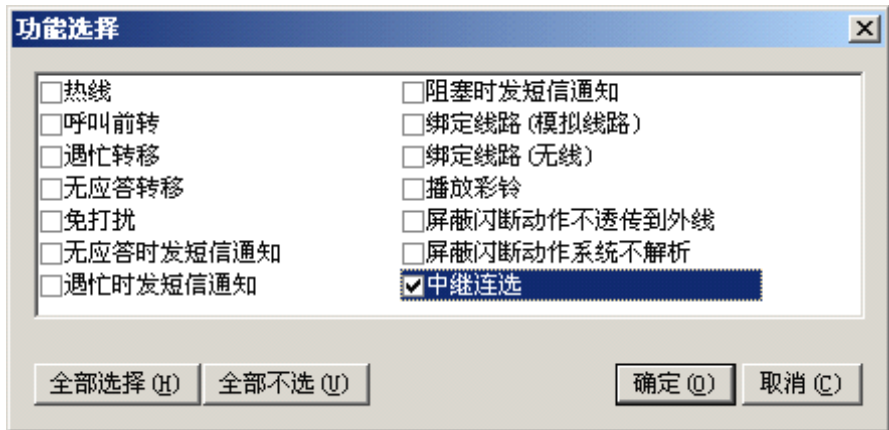 功能选择
热线
呼叫前转
遇忙转移
无应答转移
免打扰
无应答时发短信通知
遇忙时发短信通知
阻塞时发短信通知
绑定线路(模拟线路)
绑定线路(无线)
播放彩铃
屏蔽闪断动作不透传到外线
屏蔽闪断动作系统不解析
中继连选
全部选择(H) 全部不选(U) 确定(O) 取消(C)